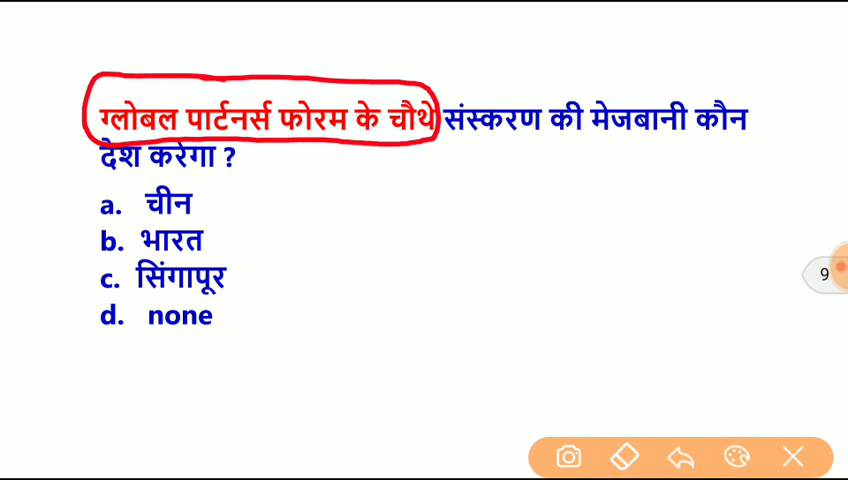 ग्लोबल पार्टनर्स फोरम के चौथे संस्करण की मेजबानी कौन
देश करेगा ?
a. चीन
b. भारत
c. सिंगापूर
d. none
9